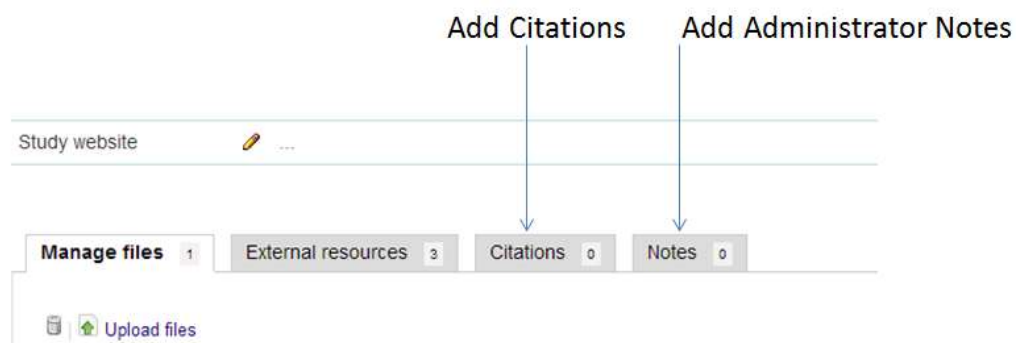 Add Citations Add Administrator Notes
Study website ...
Manage files 1 External resources 3 Citations 0 Notes 0
Upload files